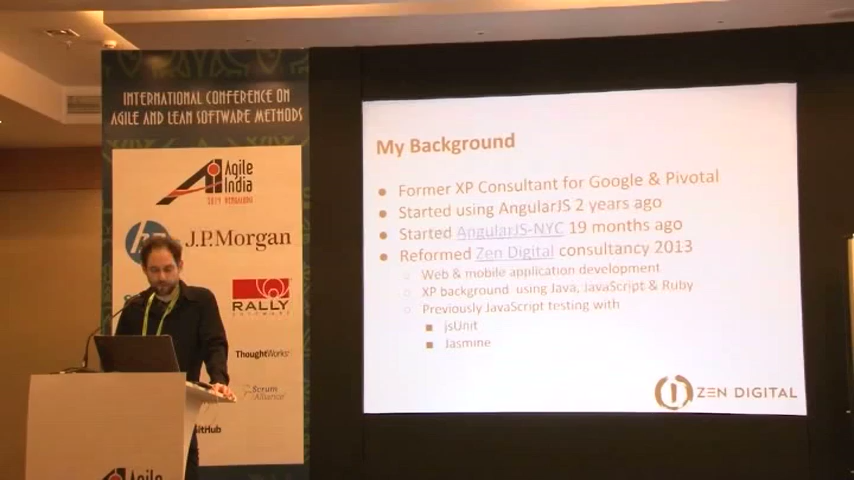 INTERNATIONAL CONFERENCE ON
AGILE AND LEAN SOFTWARE METHODS
Agile
India
hp
J.P.Morgan
RALLY
SOFTWARE
ThoughtWorks
Scrum
Alliance
itHub
Agile
My Background
Former XP Consultant for Google & Pivotal
Started using AngularJS 2 years ago
Started AngularJS-NYC 19 months ago
Reformed Zen Digital consultancy 2013
Web & mobile application development
XP background using Java, JavaScript & Ruby
Previously JavaScript testing with
jsUnit
Jasmine
ZEN DIGITAL